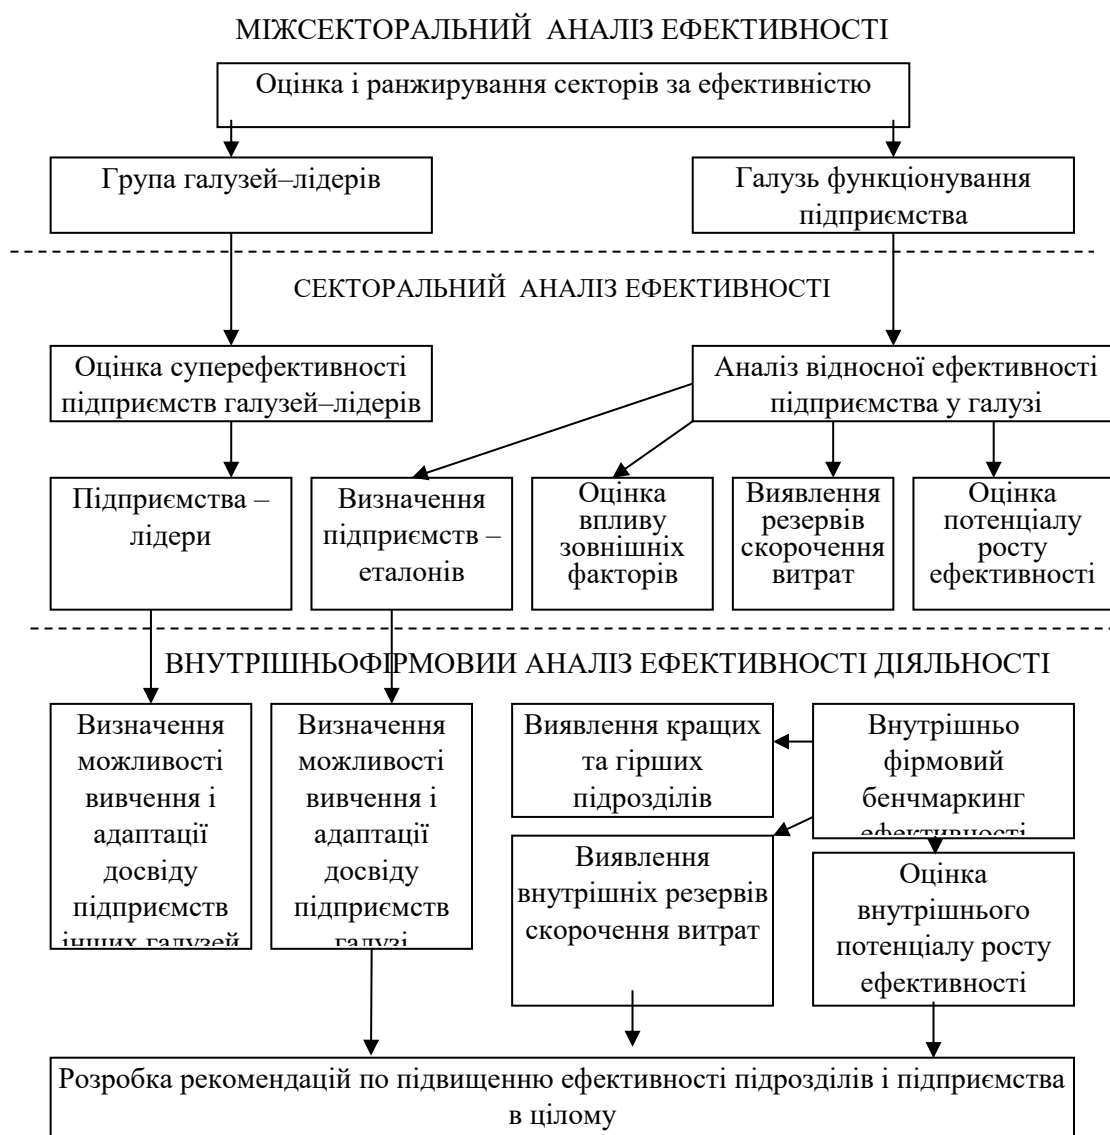 МІЖСЕКТОРАЛЬНИЙ АНАЛІЗ ЕФЕКТИВНОСТІ
Оцінка і ранжирування секторів за ефективністю
Група галузей–лідерів
Галузь функціонування
підприємства
СЕКТОРАЛЬНИЙ АНАЛІЗ ЕФЕКТИВНОСТІ
Оцінка суперефективності
підприємств галузей–лідерів
Аналіз відносної ефективності
підприємства у галузі
Підприємства –
лідери
Визначення
підприємств –
еталонів
Оцінка
впливу
зовнішніх
факторів
Виявлення
резервів
скорочення
витрат
Оцінка
потенціалу
росту
ефективності
ВНУТРІШНЬОФІРМОВИИ АНАЛІЗ ЕФЕКТИВНОСТІ ДІЯЛЬНОСТІ
Визначення
можливості
вивчення і
адаптації
досвіду
підприємств
інших галузей
Визначення
можливості
вивчення і
адаптації
досвіду
підприємств
галузі
Виявлення кращих
та гірших
підрозділів
Внутрішньо
фірмовий
бенчмаркинг
ефективності
Виявлення
внутрішніх резервів
скорочення витрат
Оцінка
внутрішнього
потенціалу росту
ефективності
Розробка рекомендацій по підвищенню ефективності підрозділів і підприємства
в цілому